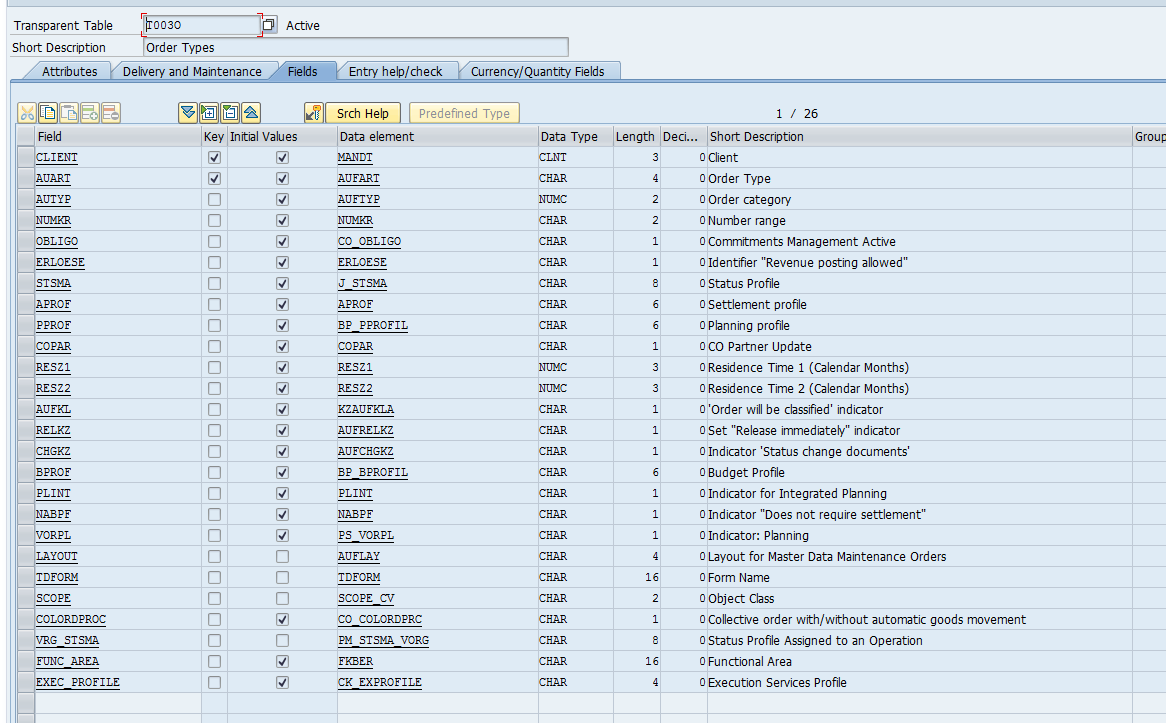 Transparent Table T003O Active
Short Description Order Types
Attributes Delivery and Maintenance Fields Entry help/check Currency/Quantity Fields
Srch Help Predefined Type 1 / 26
Field Key Initial Values Data element Data Type Length Deci... Short Description Group
CLIENT MANDT CLNT 3 0 Client
AUART AUFART CHAR 4 0 Order Type
AUTYP AUFTYP NUMC 2 0 Order category
NUMKR NUMKR CHAR 2 0 Number range
OBLIGO CO_OBLIGO CHAR 1 0 Commitments Management Active
ERLOESE ERLOESE CHAR 1 0 Identifier "Revenue posting allowed"
STSMA J_STSMA CHAR 8 0 Status Profile
APROF APROF CHAR 6 0 Settlement profile
PPROF BP_PPROFIL CHAR 6 0 Planning profile
COPAR COPAR CHAR 1 0 CO Partner Update
RESZ1 RESZ1 NUMC 3 0 Residence Time 1 (Calendar Months)
RESZ2 RESZ2 NUMC 3 0 Residence Time 2 (Calendar Months)
AUFKL KZAUFKLA CHAR 1 0 'Order will be classified' indicator
RELKZ AUFRELKZ CHAR 1 0 Set "Release immediately" indicator
CHGKZ AUFCHGKZ CHAR 1 0 Indicator 'Status change documents'
BPROF BP_BPROFIL CHAR 6 0 Budget Profile
PLINT PLINT CHAR 1 0 Indicator for Integrated Planning
NABPF NABPF CHAR 1 0 Indicator "Does not require settlement"
VORPL PS_VORPL CHAR 1 0 Indicator: Planning
LAYOUT AUFLAY CHAR 4 0 Layout for Master Data Maintenance Orders
TDFORM TDFORM CHAR 16 0 Form Name
SCOPE SCOPE_CV CHAR 2 0 Object Class
COLORDPROC CO_COLORDPRC CHAR 1 0 Collective order with/without automatic goods movement
VRG_STSMA PM_STSMA_VORG CHAR 8 0 Status Profile Assigned to an Operation
FUNC_AREA FKBER CHAR 16 0 Functional Area
EXEC_PROFILE CK_EXPROFILE CHAR 4 0 Execution Services Profile